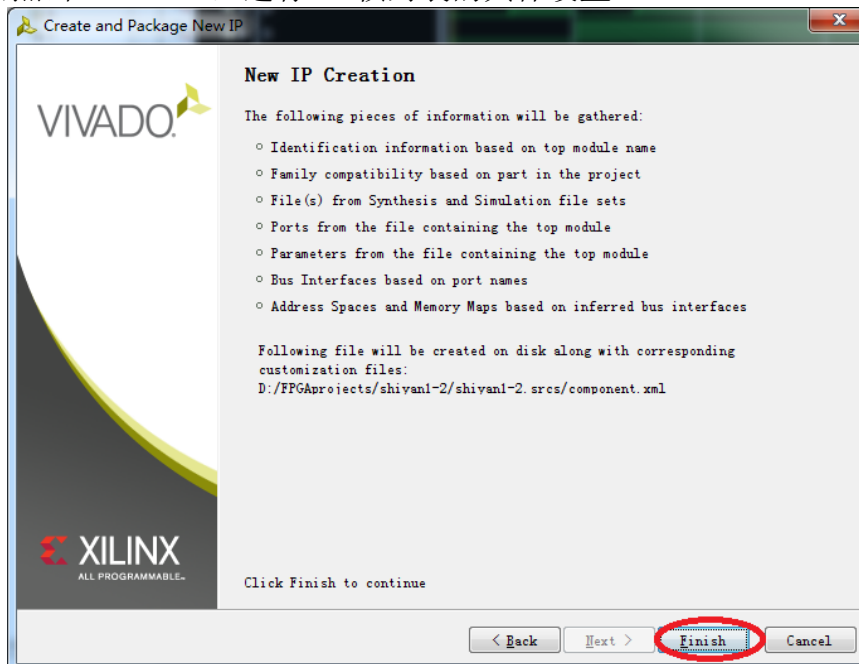 Create and Package New IP
New IP Creation
VIVADO.
The following pieces of information will be gathered:
Identification information based on top module name
Family compatibility based on part in the project
File(s) from Synthesis and Simulation file sets
Ports from the file containing the top module
Parameters from the file containing the top module
Bus Interfaces based on port names
Address Spaces and Memory Maps based on inferred bus interfaces
Following file will be created on disk along with corresponding
customization files:
D:/FPGAprojects/shiyan1-2/shiyan1-2.srcs/component.xml
XILINX
ALL PROGRAMMABLE.
Click Finish to continue
< Back Next > Finish Cancel